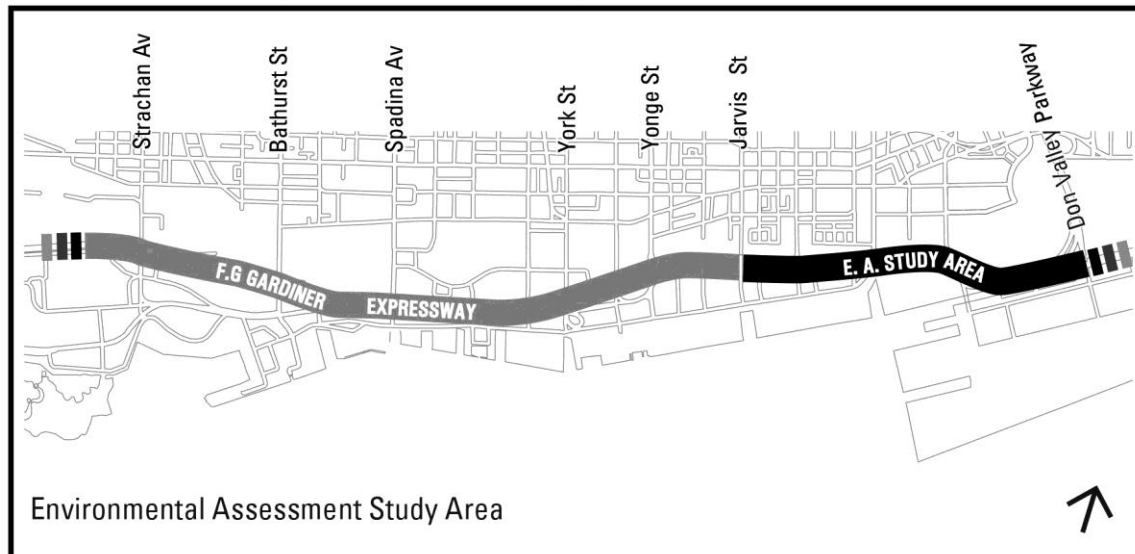 Strachan Av
Bathurst St
Spadina Av
York St
Yonge St
Jarvis St
Don Valley Parkway
F.G GARDINER
EXPRESSWAY
E. A. STUDY AREA
Environmental Assessment Study Area